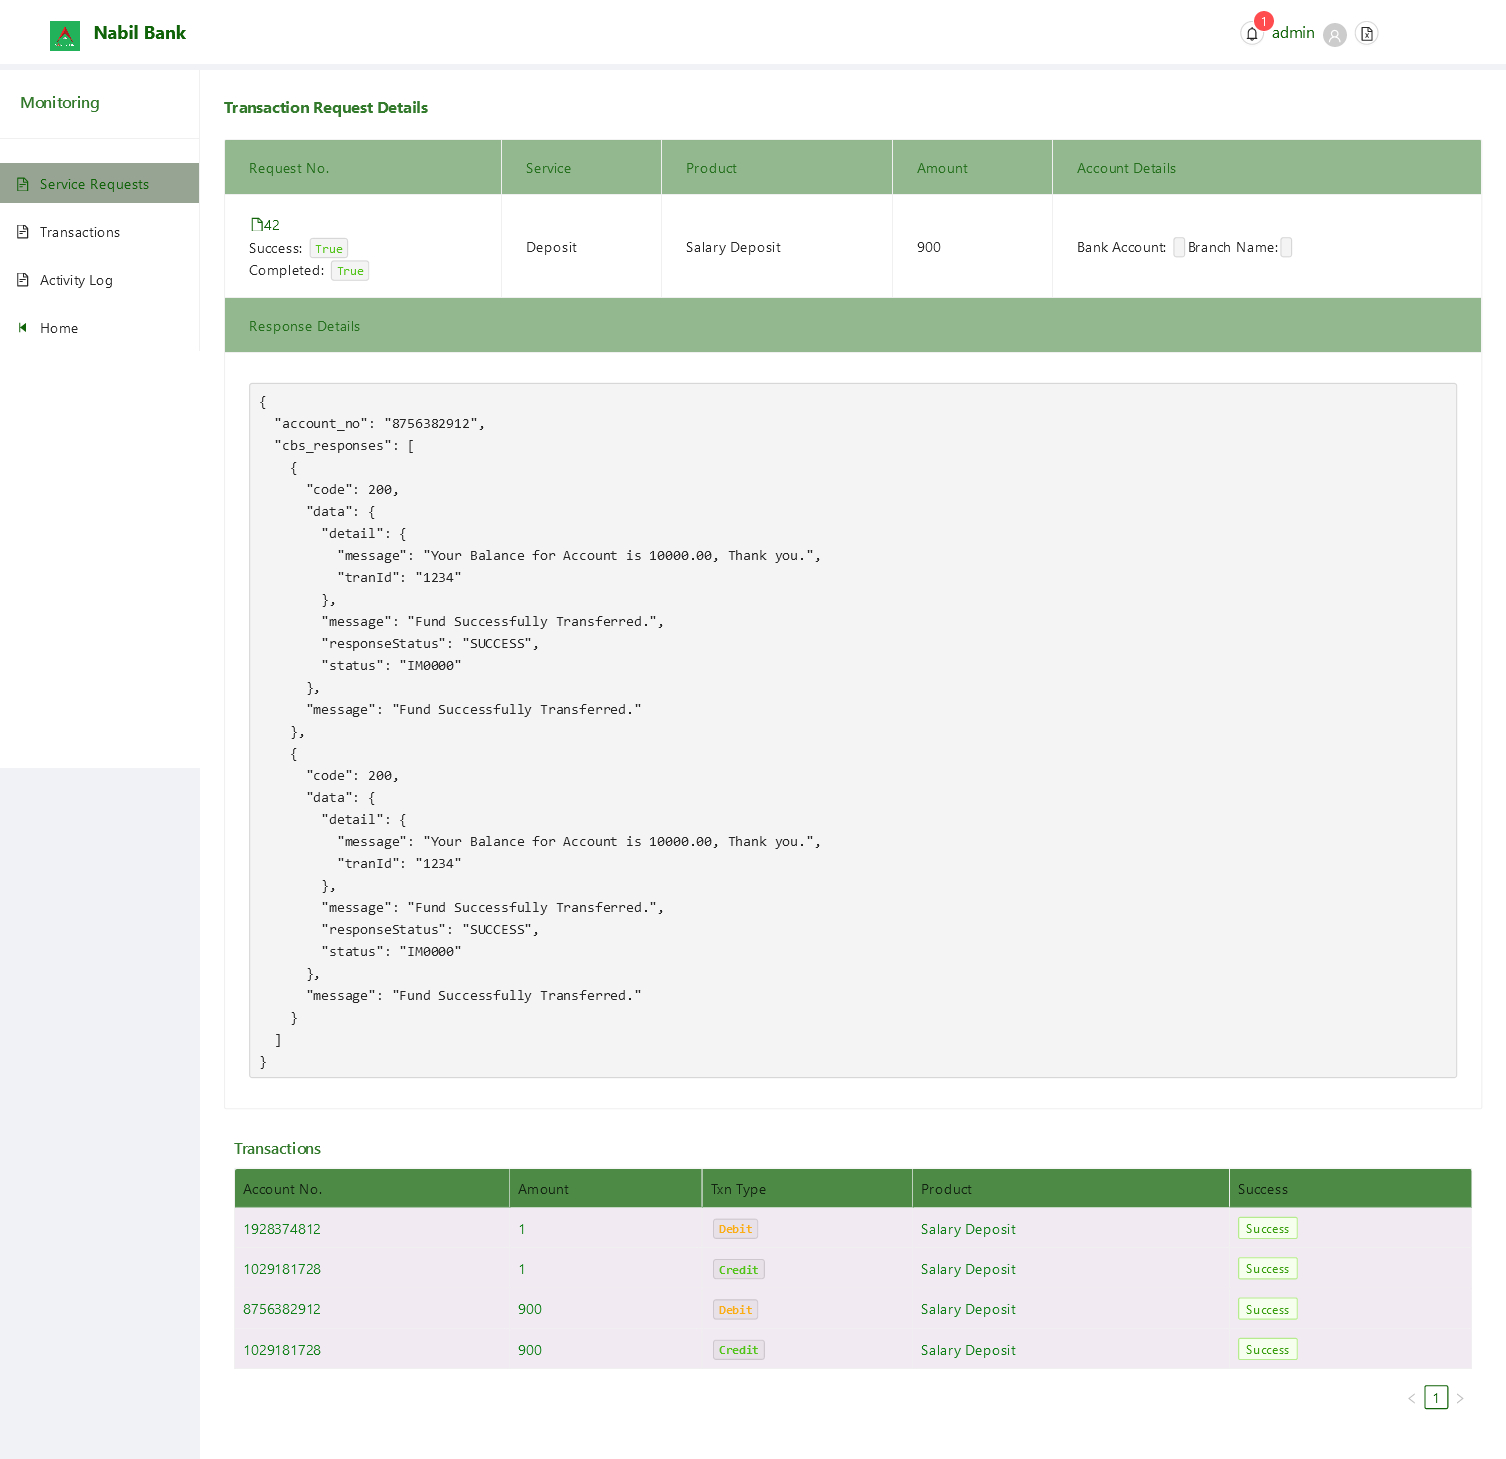 Nabil Bank
1
admin
Monitoring
Service Requests
Transactions
Activity Log
Home
Transaction Request Details
Request No. Service Product Amount Account Details
42
Success: True
Completed: True
Deposit Salary Deposit 900 Bank Account: Branch Name:
Response Details
{
  "account_no": "8756382912",
  "cbs_responses": [
    {
      "code": 200,
      "data": {
        "detail": {
          "message": "Your Balance for Account is 10000.00, Thank you.",
          "tranId": "1234"
        },
        "message": "Fund Successfully Transferred.",
        "responseStatus": "SUCCESS",
        "status": "IM0000"
      },
      "message": "Fund Successfully Transferred."
    },
    {
      "code": 200,
      "data": {
        "detail": {
          "message": "Your Balance for Account is 10000.00, Thank you.",
          "tranId": "1234"
        },
        "message": "Fund Successfully Transferred.",
        "responseStatus": "SUCCESS",
        "status": "IM0000"
      },
      "message": "Fund Successfully Transferred."
    }
  ]
}
Transactions
Account No. Amount Txn Type Product Success
1928374812 1 Debit Salary Deposit Success
1029181728 1 Credit Salary Deposit Success
8756382912 900 Debit Salary Deposit Success
1029181728 900 Credit Salary Deposit Success
< 1 >